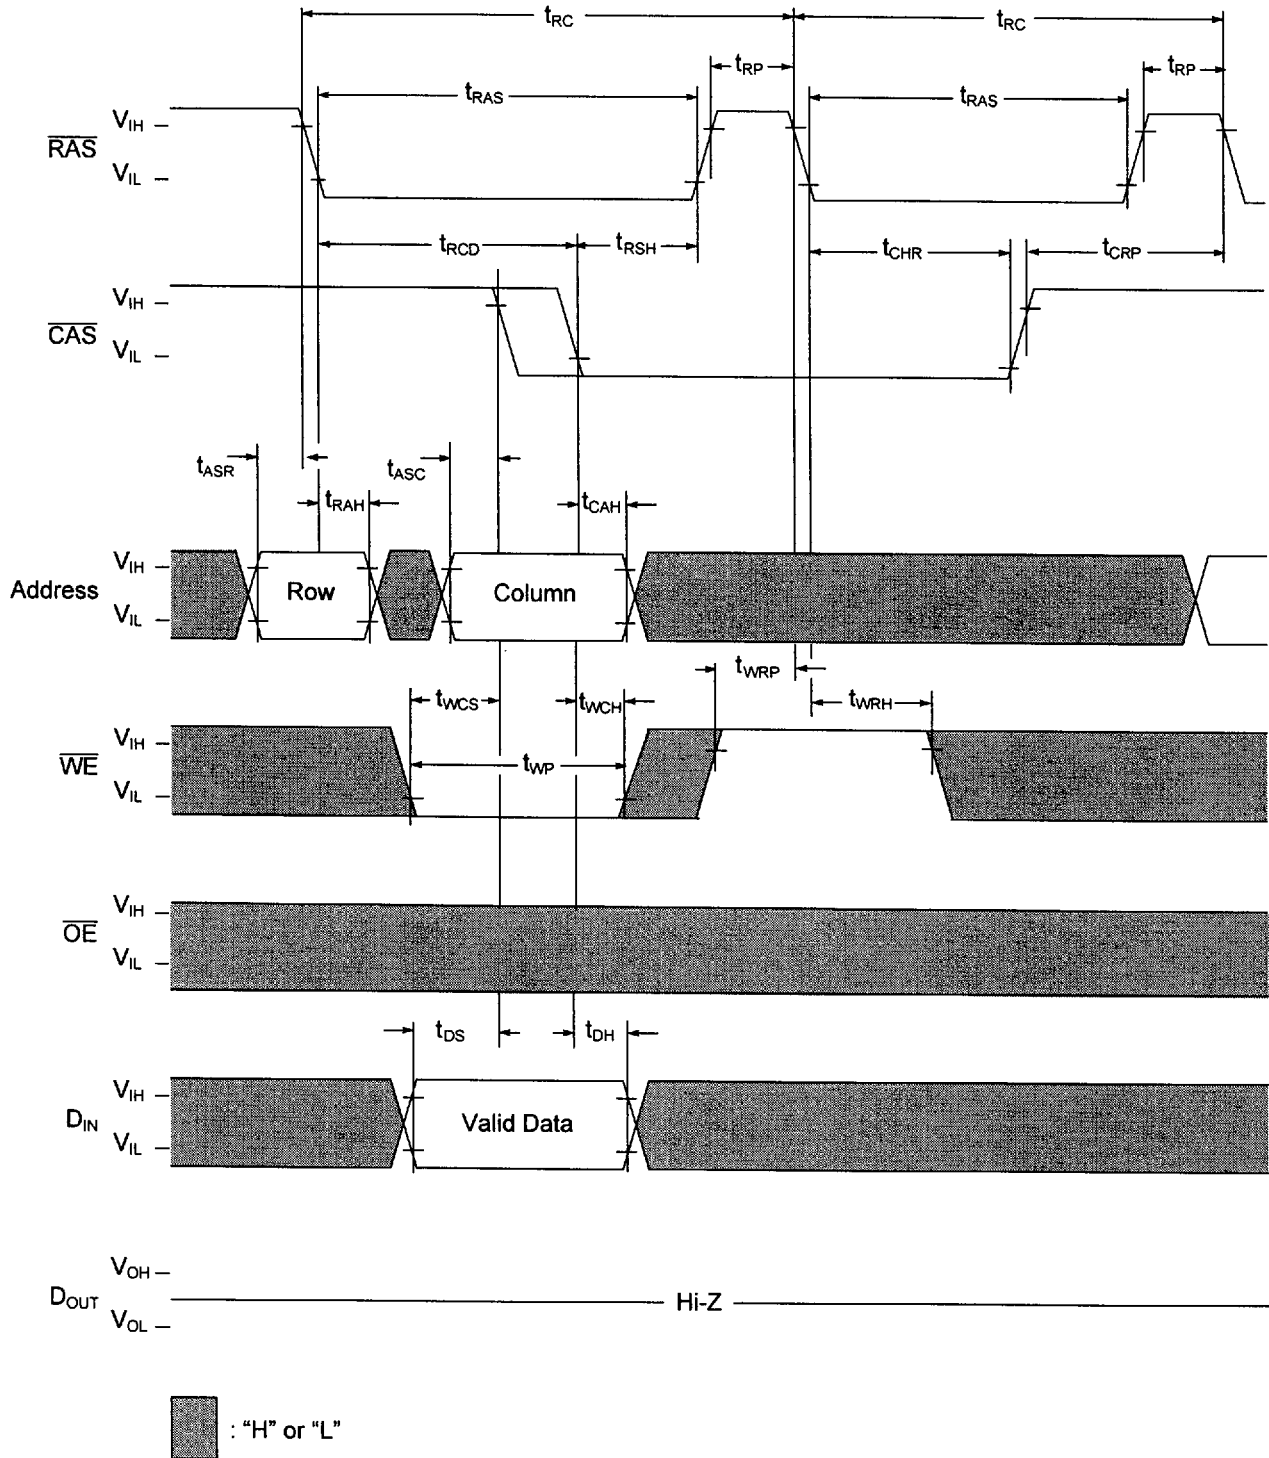 tRC tRC
tRP tRP
tRAS tRAS
VIH
RAS
VIL
tRCD tRSH tCHR tCRP
VIH
CAS
VIL
tASR tASC
tRAH tCAH
VIH
Address Row Column
VIL
tWRP
tWCS tWCH tWRH
VIH
WE tWP
VIL
VIH
OE
VIL
tDS tDH
VIH
DIN Valid Data
VIL
VOH
DOUT Hi-Z
VOL
: “H” or “L”